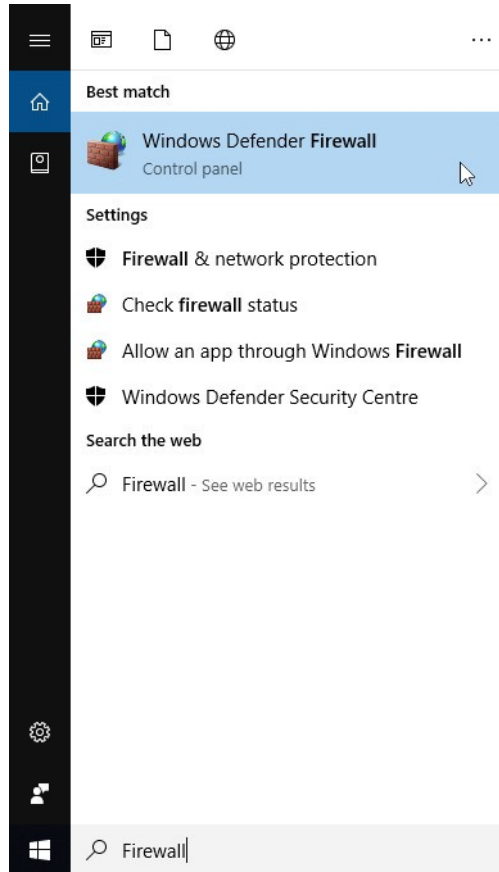 ...
Best match
Windows Defender Firewall
Control panel
Settings
Firewall & network protection
Check firewall status
Allow an app through Windows Firewall
Windows Defender Security Centre
Search the web
Firewall - See web results
Firewall